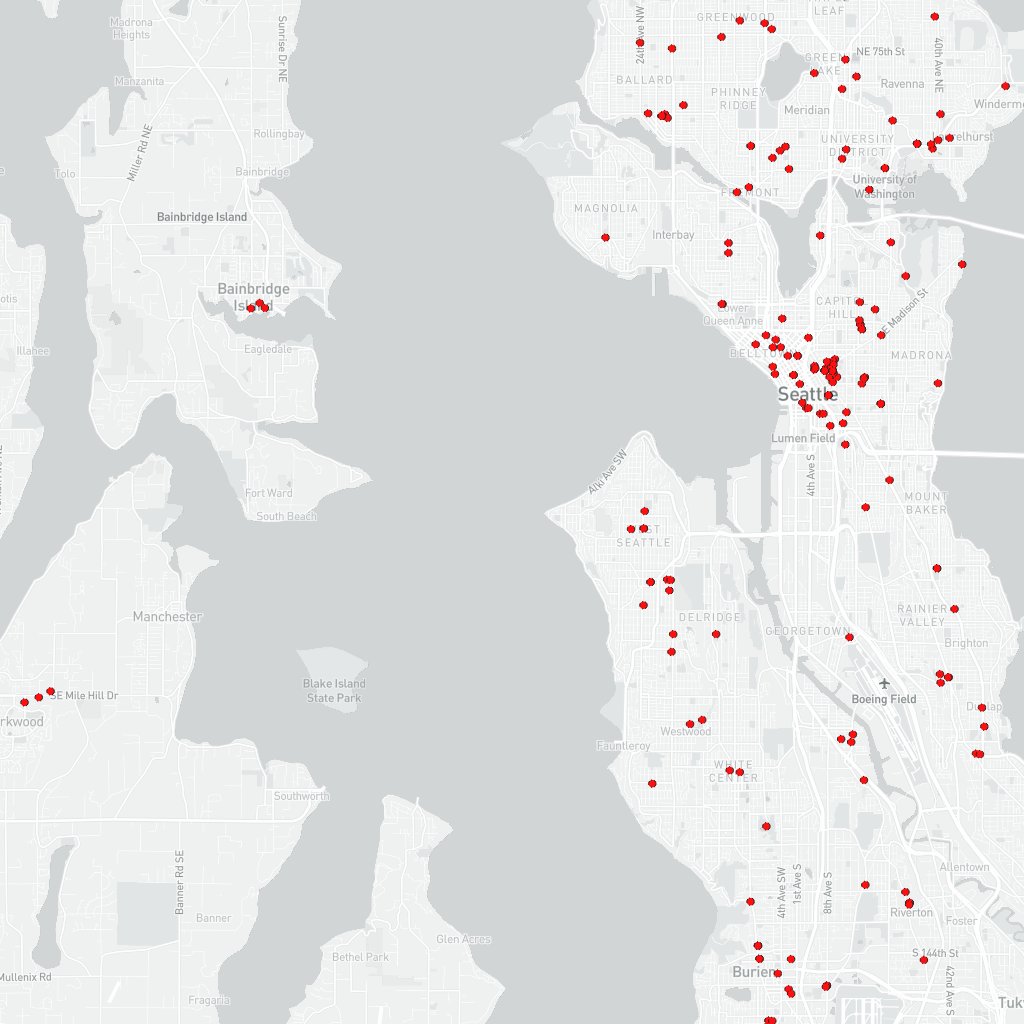 Madrona
Heights
Sunrise Dr NE
24th Ave NW
GREENWOOD
LEAF
NE 75th St
40th Ave NE
Manzanita
BALLARD
GREEN
LAKE
Ravenna
PHINNEY
RIDGE
Meridian
Windermere
Rollingbay
Miller Rd NE
UNIVERSITY
DISTRICT
Laurelhurst
Tolo
Bainbridge
University of
Washington
FREMONT
Bainbridge Island
MAGNOLIA
Interbay
Bainbridge
Island
CAPITOL
HILL
E Madison St
Lower
Queen Anne
Illahee
Eagledale
BELLTOWN
MADRONA
Seattle
Lumen Field
Alki Ave SW
4th Ave S
Fort Ward
South Beach
MOUNT
BAKER
WEST
SEATTLE
Manchester
DELRIDGE
GEORGETOWN
RAINIER
VALLEY
Brighton
Blake Island
State Park
SE Mile Hill Dr
Boeing Field
Dunlap
Westwood
Fauntleroy
WHITE
CENTER
Southworth
Banner Rd SE
4th Ave SW
1st Ave S
8th Ave S
Allentown
Banner
Riverton
Foster
Glen Acres
Bethel Park
S 144th St
Mullenix Rd
Burien
42nd Ave S
Fragaria